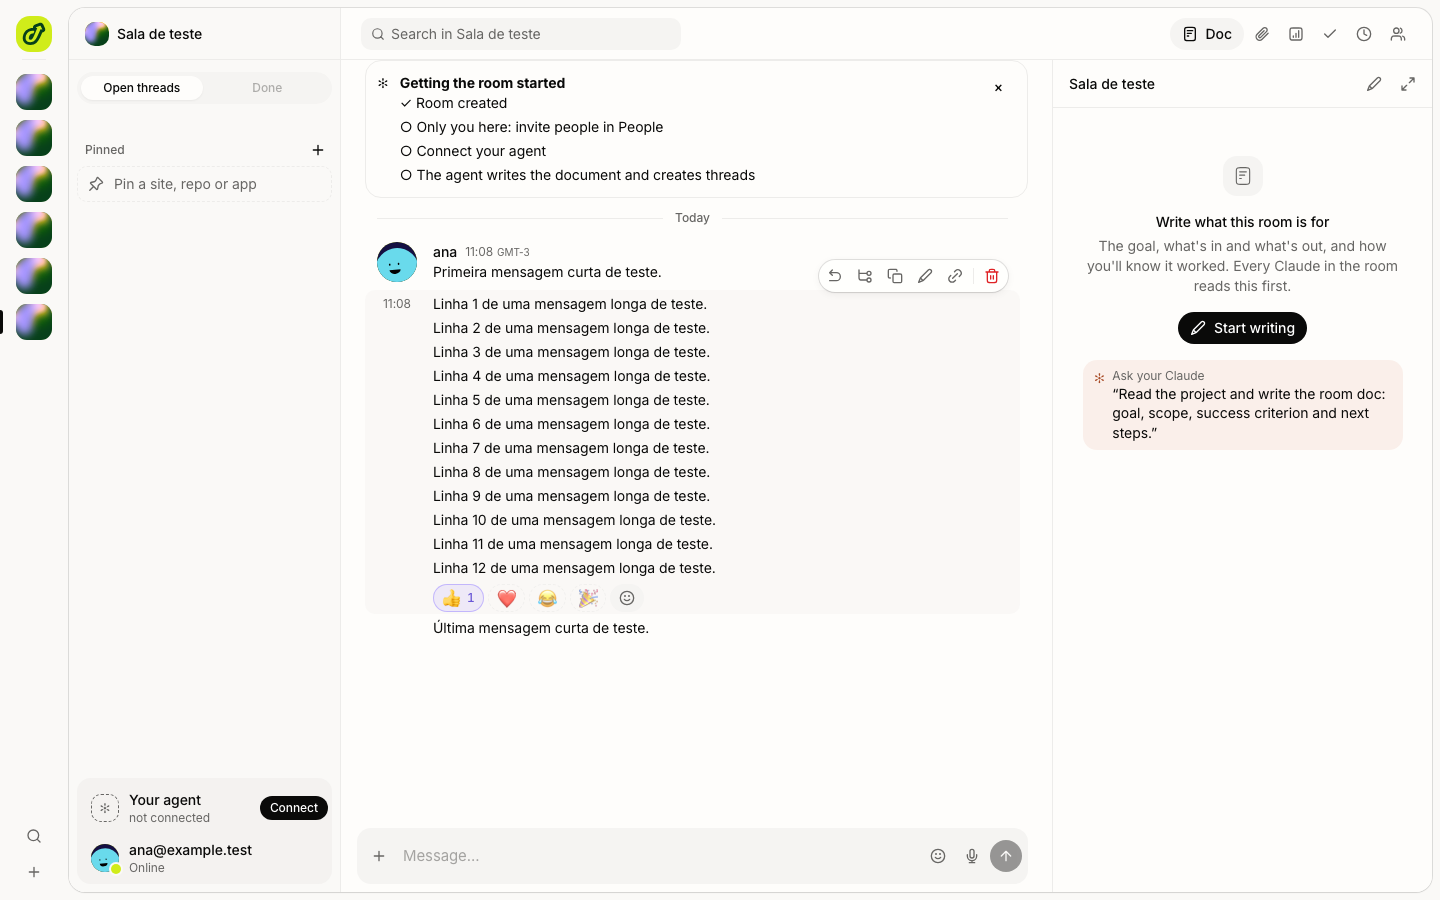 Sala de teste
Search in Sala de teste
Doc
Open threads
Done
Pinned
Pin a site, repo or app
Getting the room started
Room created
Only you here: invite people in People
Connect your agent
The agent writes the document and creates threads
Today
ana 11:08 GMT-3
Primeira mensagem curta de teste.
11:08
Linha 1 de uma mensagem longa de teste.
Linha 2 de uma mensagem longa de teste.
Linha 3 de uma mensagem longa de teste.
Linha 4 de uma mensagem longa de teste.
Linha 5 de uma mensagem longa de teste.
Linha 6 de uma mensagem longa de teste.
Linha 7 de uma mensagem longa de teste.
Linha 8 de uma mensagem longa de teste.
Linha 9 de uma mensagem longa de teste.
Linha 10 de uma mensagem longa de teste.
Linha 11 de uma mensagem longa de teste.
Linha 12 de uma mensagem longa de teste.
👍 1 ❤️ 😂 🎉
Última mensagem curta de teste.
Message...
Sala de teste
Write what this room is for
The goal, what's in and what's out, and how
you'll know it worked. Every Claude in the room
reads this first.
Start writing
Ask your Claude
“Read the project and write the room doc:
goal, scope, success criterion and next
steps.”
Your agent
not connected
Connect
ana@example.test
Online